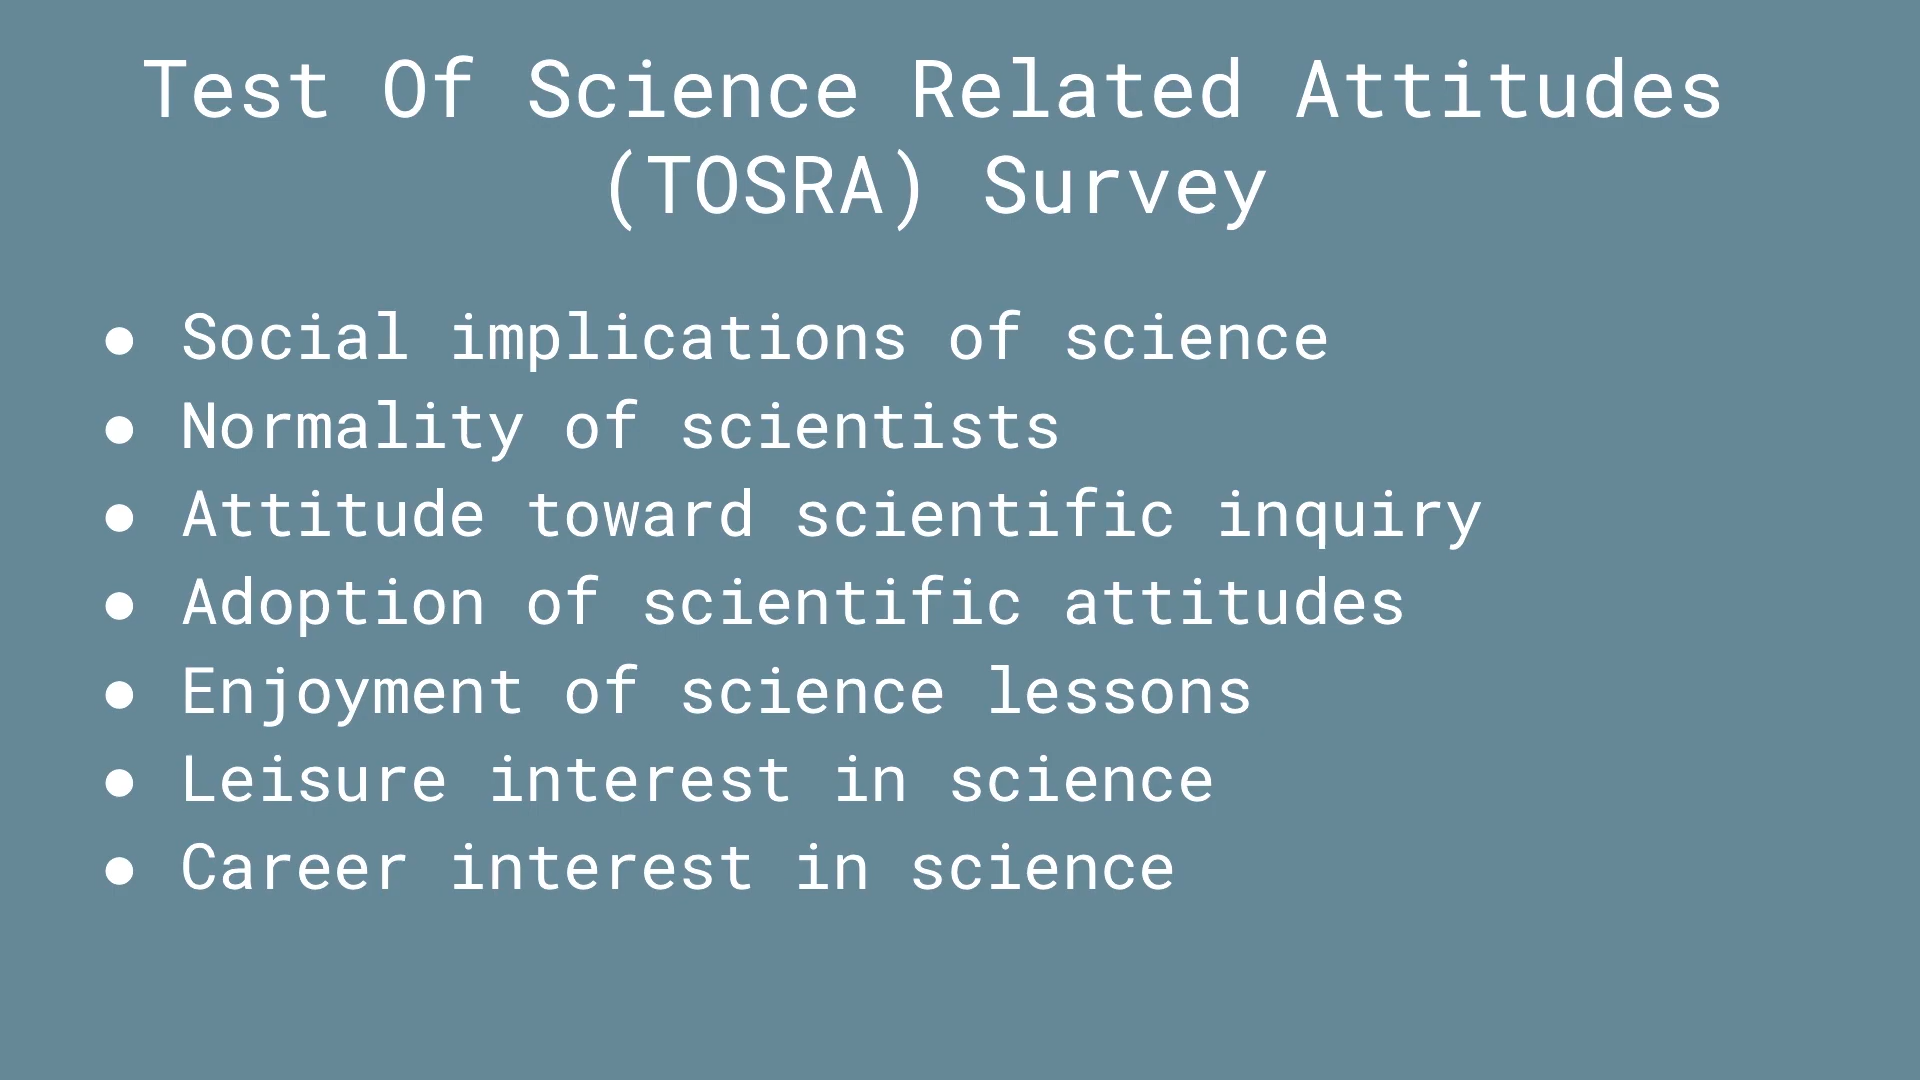 Test Of Science Related Attitudes
(TOSRA) Survey
● Social implications of science
● Normality of scientists
● Attitude toward scientific inquiry
● Adoption of scientific attitudes
● Enjoyment of science lessons
● Leisure interest in science
● Career interest in science